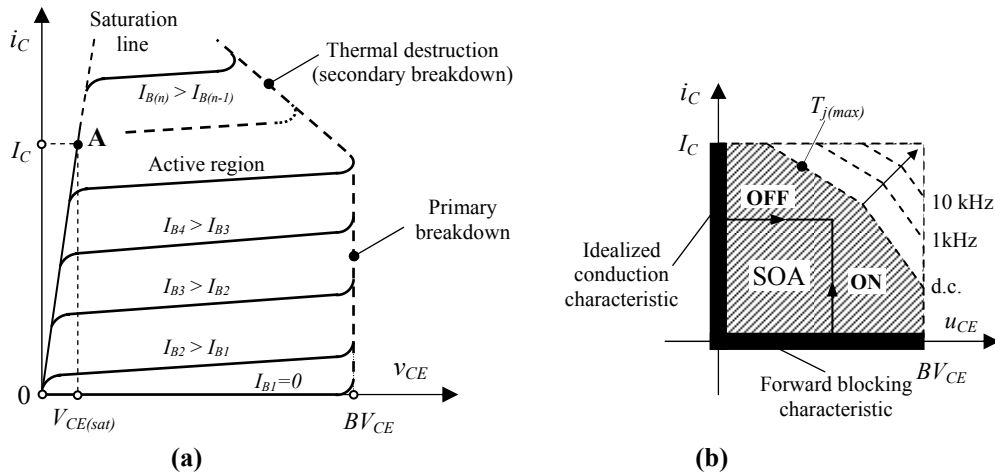 Saturation
line
i_C
Thermal destruction
(secondary breakdown)
I_B(n) > I_B(n-1)
A
I_C
Active region
I_B4 > I_B3
Primary
breakdown
I_B3 > I_B2
I_B2 > I_B1
v_CE
I_B1=0
0
V_CE(sat)
BV_CE
(a)
i_C
T_j(max)
I_C
OFF
10 kHz
Idealized
conduction
characteristic
1kHz
SOA
ON
d.c.
u_CE
BV_CE
Forward blocking
characteristic
(b)